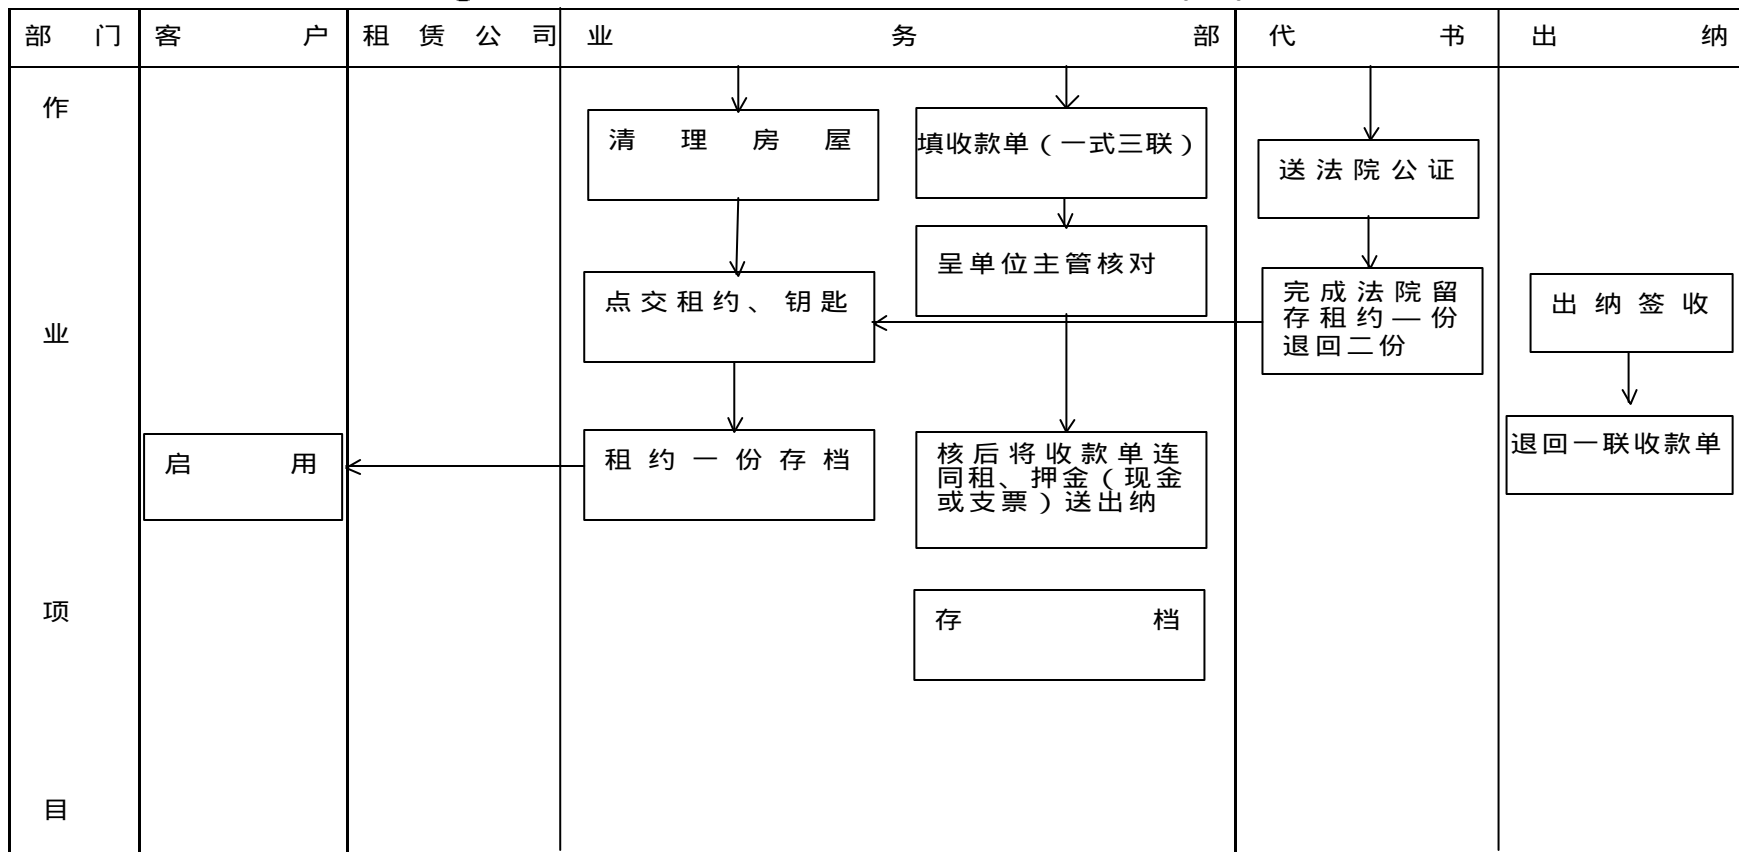 部门 客户 租赁公司 业务部 代书 出纳
作
业
项
目
清理房屋
填收款单（一式三联）
送法院公证
呈单位主管核对
点交租约、钥匙
完成法院留
存租约一份
退回二份
出纳签收
启用
租约一份存档
核后将收款单连
同租、押金（现金
或支票）送出纳
退回一联收款单
存档